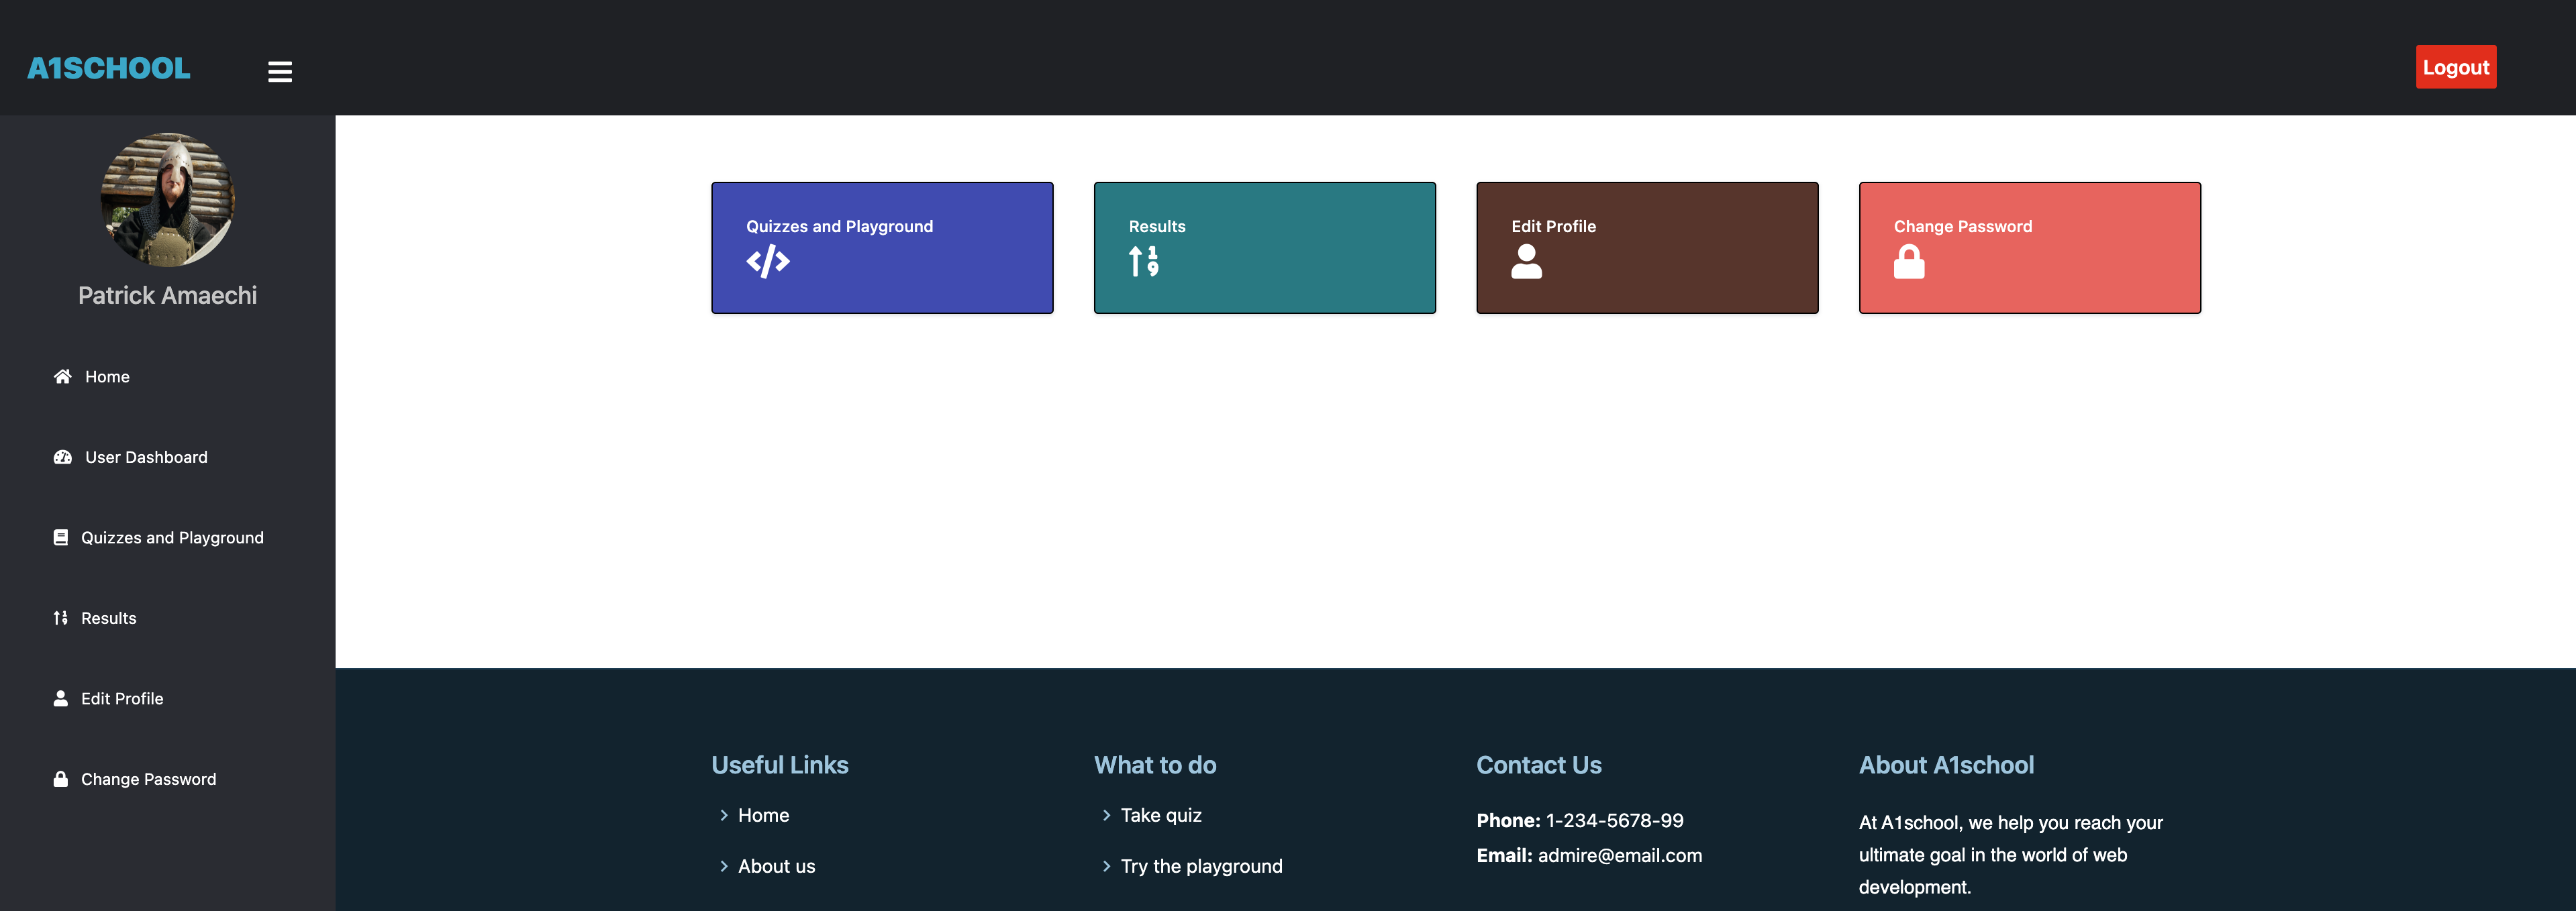 A1SCHOOL
Logout
Patrick Amaechi
Home
User Dashboard
Quizzes and Playground
Results
Edit Profile
Change Password
Quizzes and Playground
Results
Edit Profile
Change Password
Useful Links
Home
About us
What to do
Take quiz
Try the playground
Contact Us
Phone: 1-234-5678-99
Email: admire@email.com
About A1school
At A1school, we help you reach your
ultimate goal in the world of web
development.